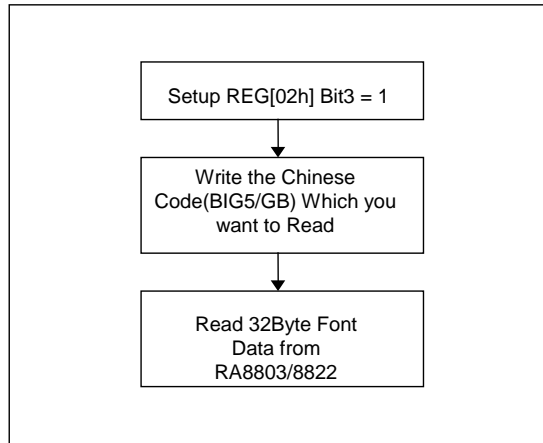 Setup REG[02h] Bit3 = 1
Write the Chinese
Code(BIG5/GB) Which you
want to Read
Read 32Byte Font
Data from
RA8803/8822